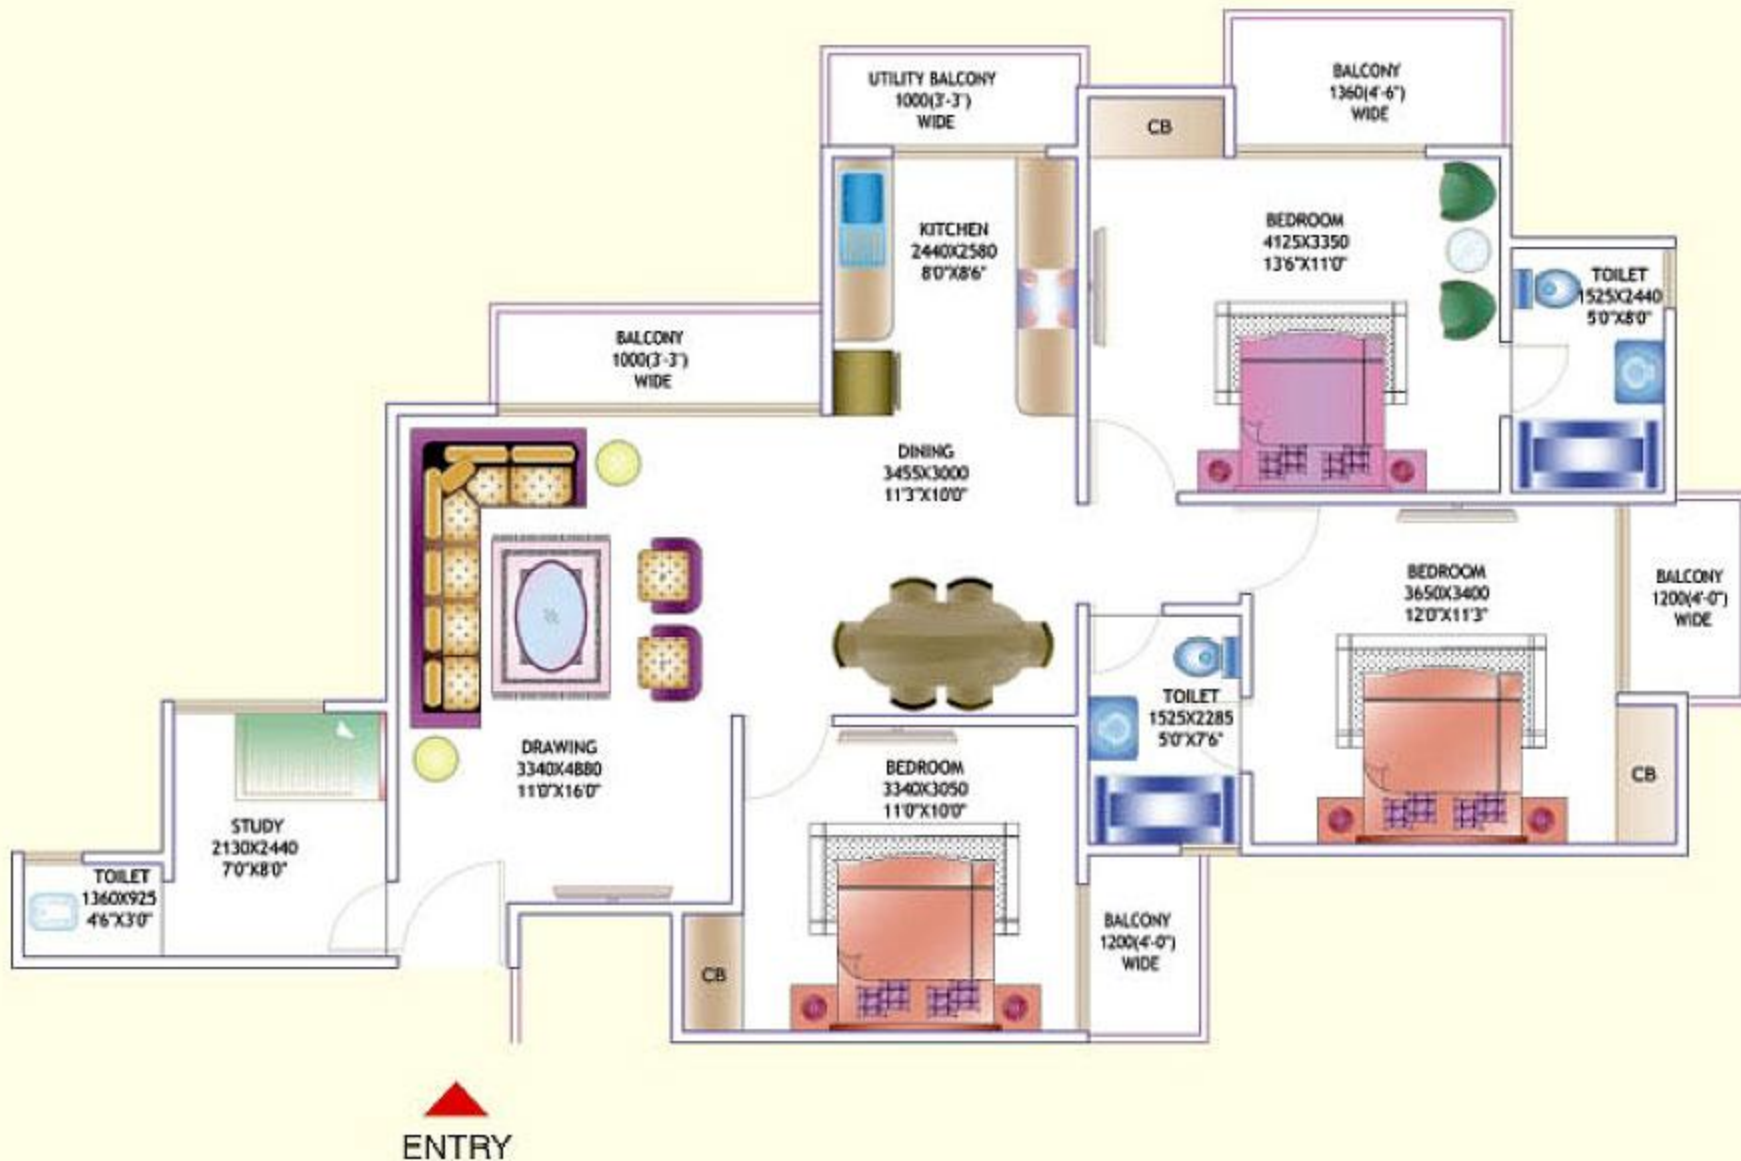 UTILITY BALCONY
1000(3'-3")
WIDE
BALCONY
1360(4'-6")
WIDE
CB
KITCHEN
2440X2580
8'0"X8'6"
BEDROOM
4125X3350
13'6"X11'0"
TOILET
1525X2440
5'0"X8'0"
BALCONY
1000(3'-3")
WIDE
DINING
3455X3000
11'3"X10'0"
BEDROOM
3650X3400
12'0"X11'3"
BALCONY
1200(4'-0")
WIDE
TOILET
1525X2285
5'0"X7'6"
DRAWING
3340X4880
11'0"X16'0"
BEDROOM
3340X3050
11'0"X10'0"
CB
STUDY
2130X2440
7'0"X8'0"
TOILET
1360X925
4'6"X3'0"
BALCONY
1200(4'-0")
WIDE
CB
ENTRY